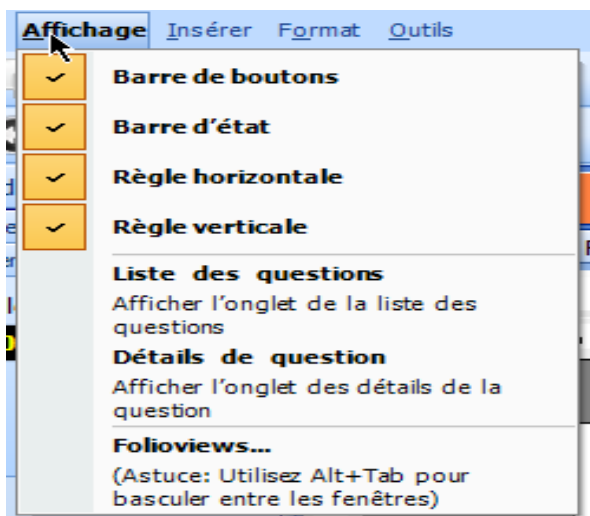 Affichage Insérer Format Outils
Barre de boutons
Barre d'état
Règle horizontale
Règle verticale
Liste des questions
Afficher l'onglet de la liste des
questions
Détails de question
Afficher l'onglet des détails de la
question
Folioviews...
(Astuce: Utilisez Alt+Tab pour
basculer entre les fenêtres)